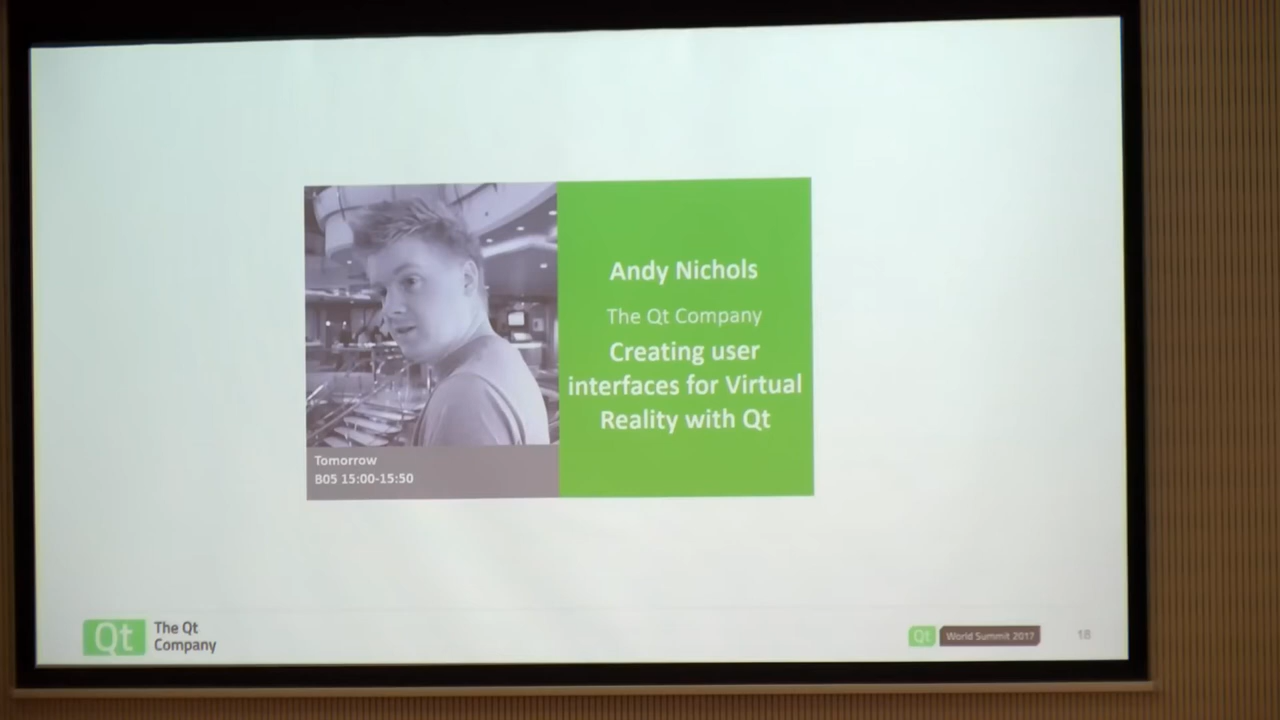 Andy Nichols
The Qt Company
Creating user
interfaces for Virtual
Reality with Qt
Tomorrow
B05 15:00-15:50
Qt
The Qt
Company
Qt
World Summit 2017
18